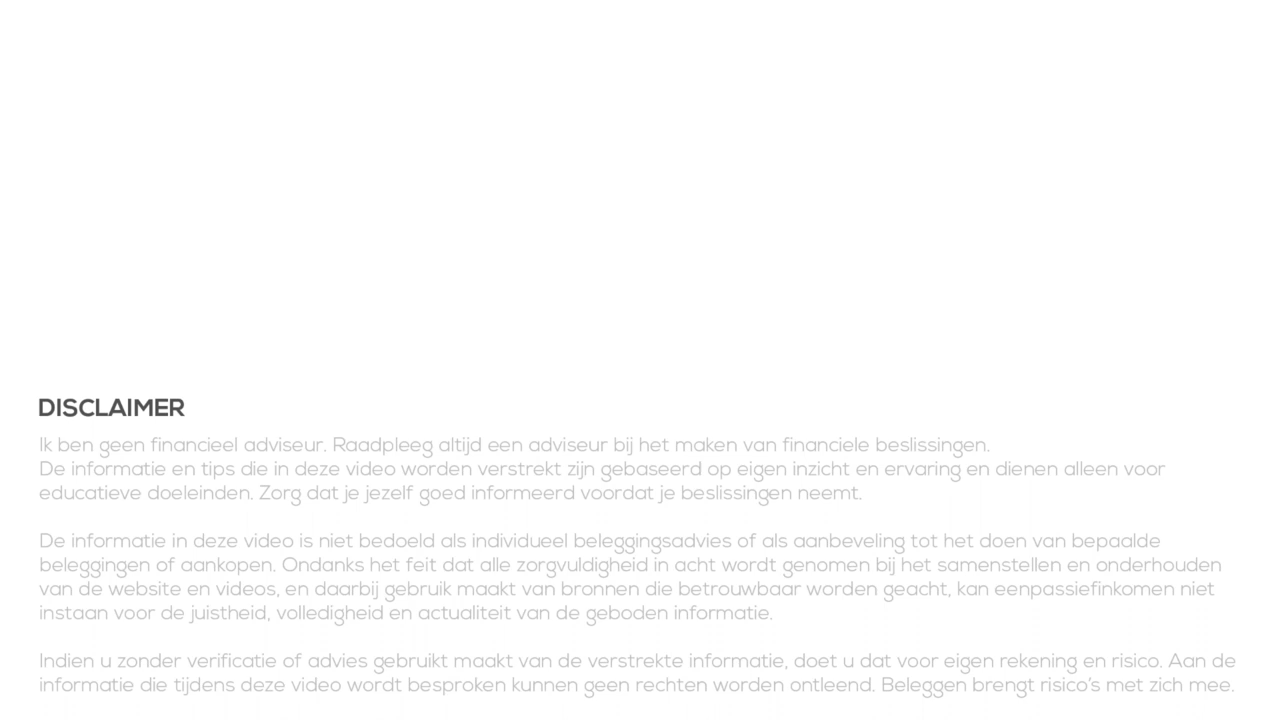 DISCLAIMER
Ik ben geen financieel adviseur. Raadpleeg altijd een adviseur bij het maken van financiele beslissingen.
De informatie en tips die in deze video worden verstrekt zijn gebaseerd op eigen inzicht en ervaring en dienen alleen voor
educatieve doeleinden. Zorg dat je jezelf goed informeerd voordat je beslissingen neemt.
De informatie in deze video is niet bedoeld als individueel beleggingsadvies of als aanbeveling tot het doen van bepaalde
beleggingen of aankopen. Ondanks het feit dat alle zorgvuldigheid in acht wordt genomen bij het samenstellen en onderhouden
van de website en videos, en daarbij gebruik maakt van bronnen die betrouwbaar worden geacht, kan eenpassiefinkomen niet
instaan voor de juistheid, volledigheid en actualiteit van de geboden informatie.
Indien u zonder verificatie of advies gebruikt maakt van de verstrekte informatie, doet u dat voor eigen rekening en risico. Aan de
informatie die tijdens deze video wordt besproken kunnen geen rechten worden ontleend. Beleggen brengt risico's met zich mee.